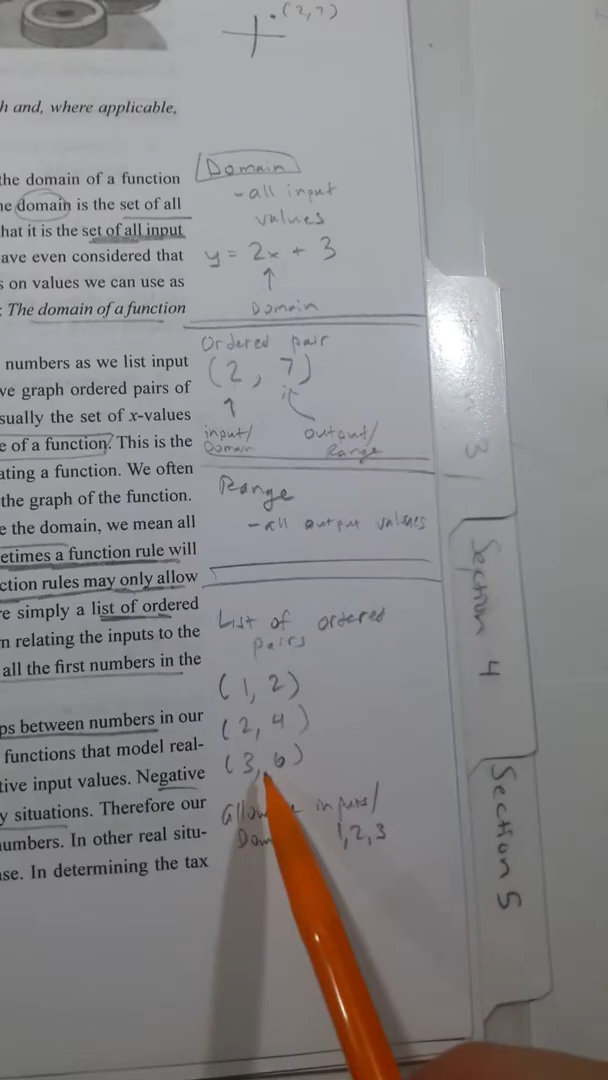 (2,7)
h and, where applicable,
the domain of a function
ne domain is the set of all
that it is the set of all input
ave even considered that
s on values we can use as
: The domain of a function
numbers as we list input
ve graph ordered pairs of
sually the set of x-values
e of a function. This is the
ating a function. We often
the graph of the function.
e the domain, we mean all
etimes a function rule will
ction rules may only allow
re simply a list of ordered
n relating the inputs to the
all the first numbers in the
ps between numbers in our
functions that model real-
tive input values. Negative
y situations. Therefore our
umbers. In other real situ-
se. In determining the tax
Domain
- all input
values
y = 2x + 3
Domain
Ordered pair
(2, 7)
input/ output/
Domain Range
Range
- all output values
List of ordered
pairs
(1, 2)
(2, 4)
(3, 6)
inputs/
1,2,3
3
Section 4
Section 5